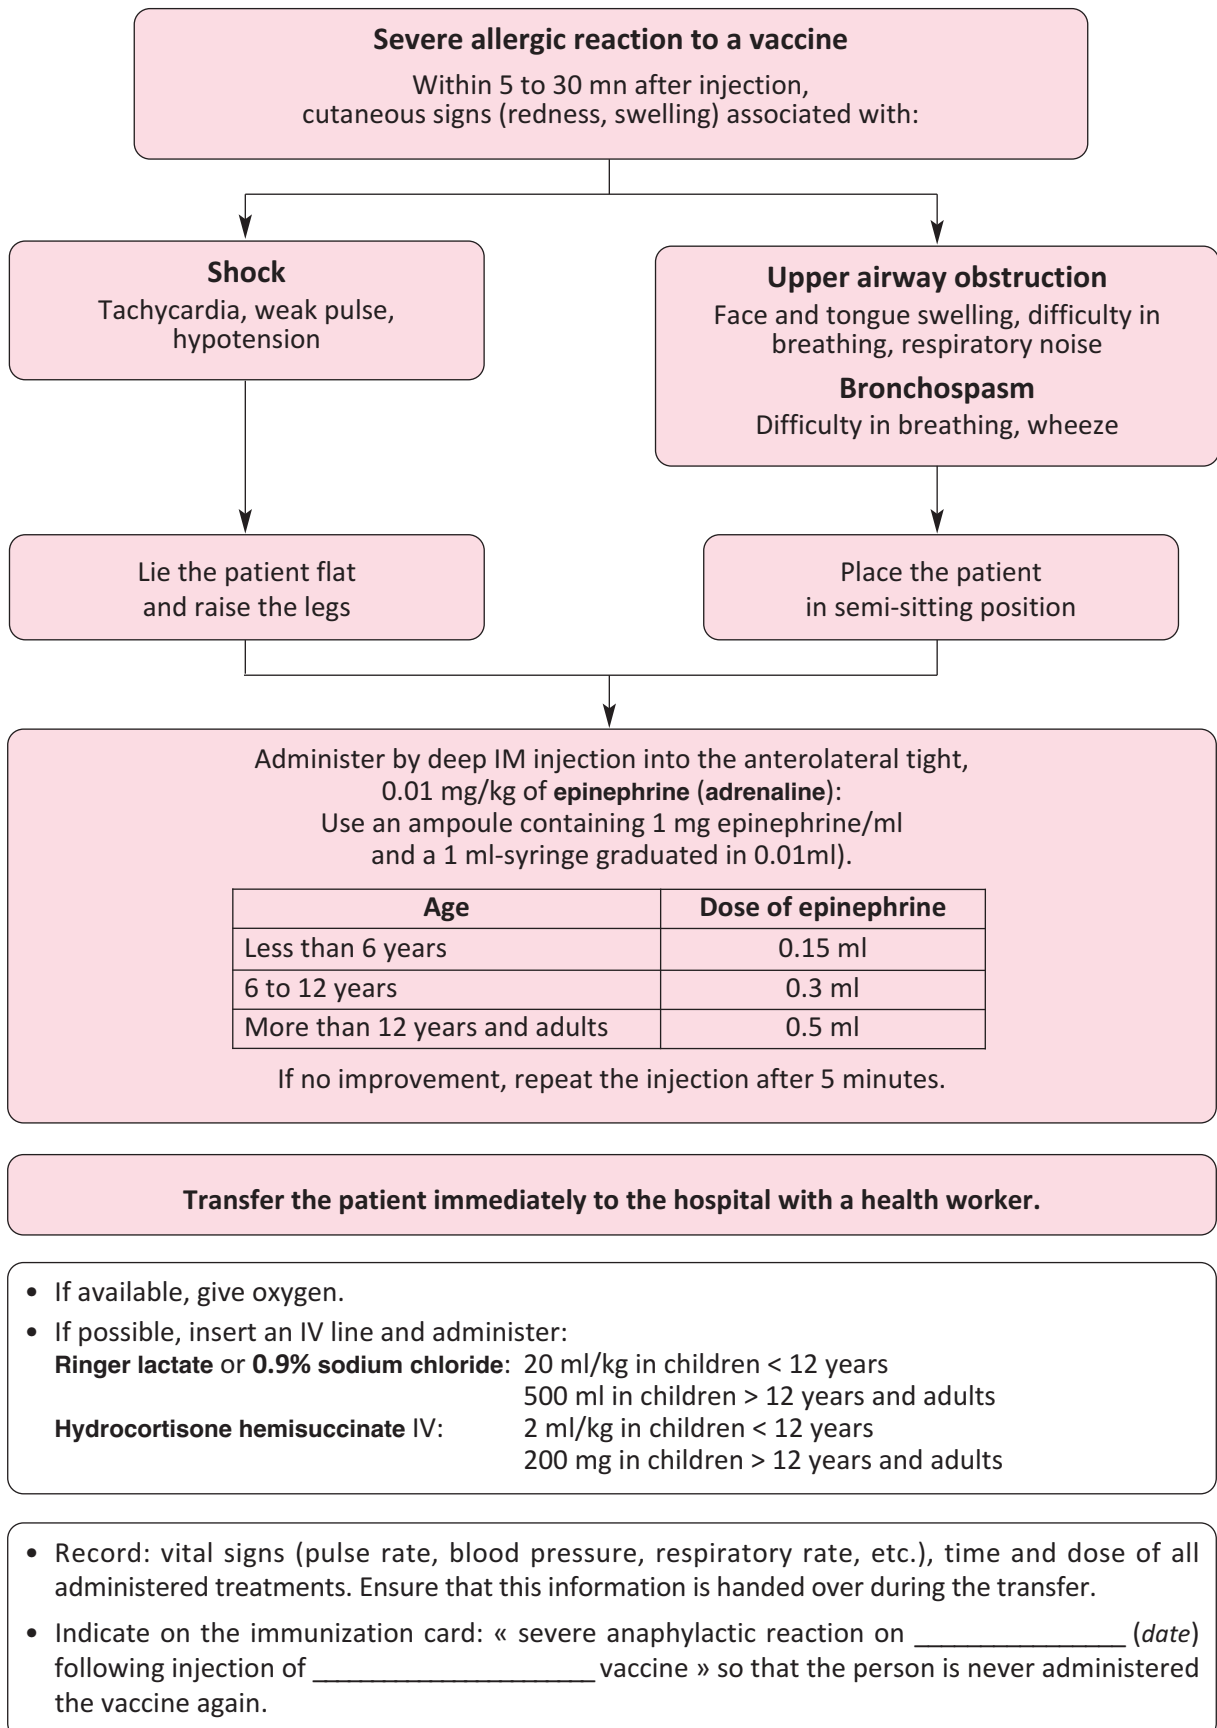 Severe allergic reaction to a vaccine
Within 5 to 30 mn after injection,
cutaneous signs (redness, swelling) associated with:
Shock
Tachycardia, weak pulse,
hypotension
Upper airway obstruction
Face and tongue swelling, difficulty in
breathing, respiratory noise
Bronchospasm
Difficulty in breathing, wheeze
Lie the patient flat
and raise the legs
Place the patient
in semi-sitting position
Administer by deep IM injection into the anterolateral tight,
0.01 mg/kg of epinephrine (adrenaline):
Use an ampoule containing 1 mg epinephrine/ml
and a 1 ml-syringe graduated in 0.01ml).
Age Dose of epinephrine
Less than 6 years 0.15 ml
6 to 12 years 0.3 ml
More than 12 years and adults 0.5 ml
If no improvement, repeat the injection after 5 minutes.
Transfer the patient immediately to the hospital with a health worker.
• If available, give oxygen.
• If possible, insert an IV line and administer:
Ringer lactate or 0.9% sodium chloride: 20 ml/kg in children < 12 years
500 ml in children > 12 years and adults
Hydrocortisone hemisuccinate IV: 2 ml/kg in children < 12 years
200 mg in children > 12 years and adults
• Record: vital signs (pulse rate, blood pressure, respiratory rate, etc.), time and dose of all
administered treatments. Ensure that this information is handed over during the transfer.
• Indicate on the immunization card: « severe anaphylactic reaction on _______________ (date)
following injection of ____________________ vaccine » so that the person is never administered
the vaccine again.